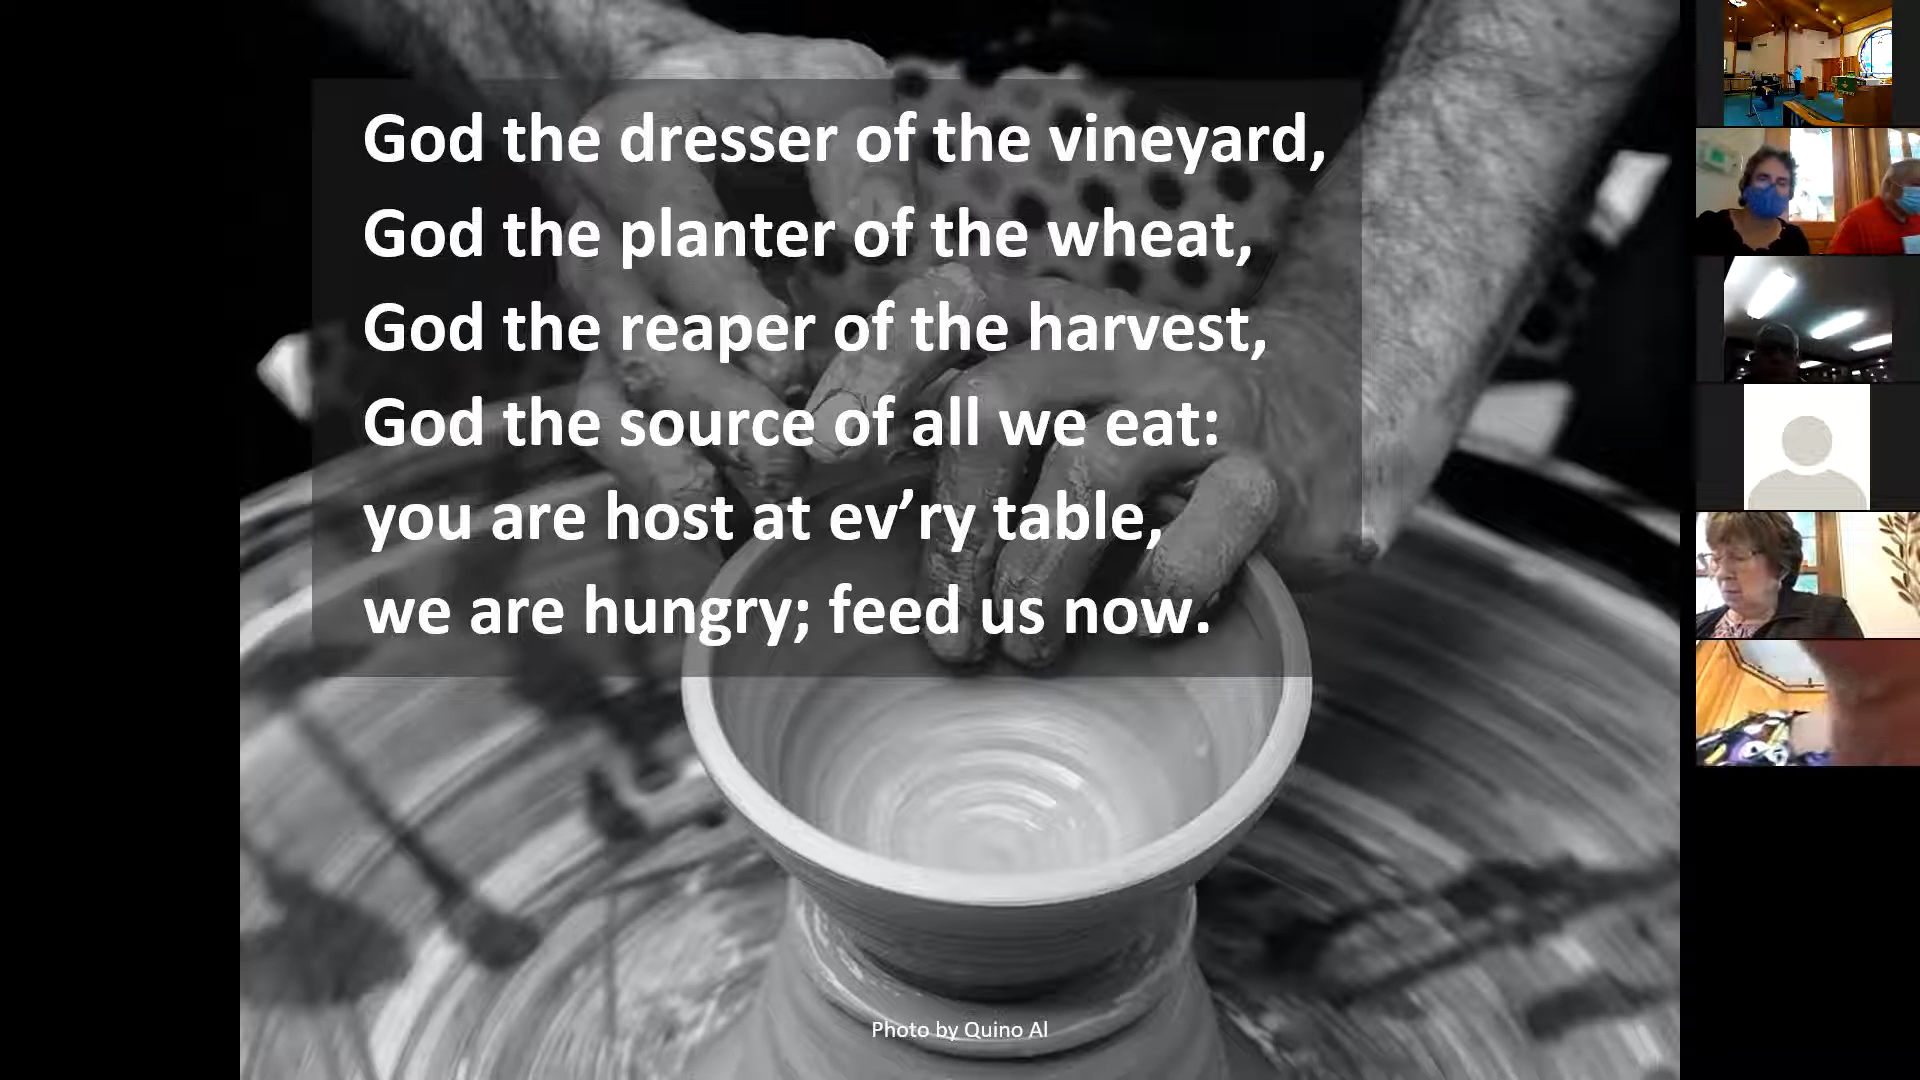 God the dresser of the vineyard,
God the planter of the wheat,
God the reaper of the harvest,
God the source of all we eat:
you are host at ev’ry table,
we are hungry; feed us now.
Photo by Quino Al